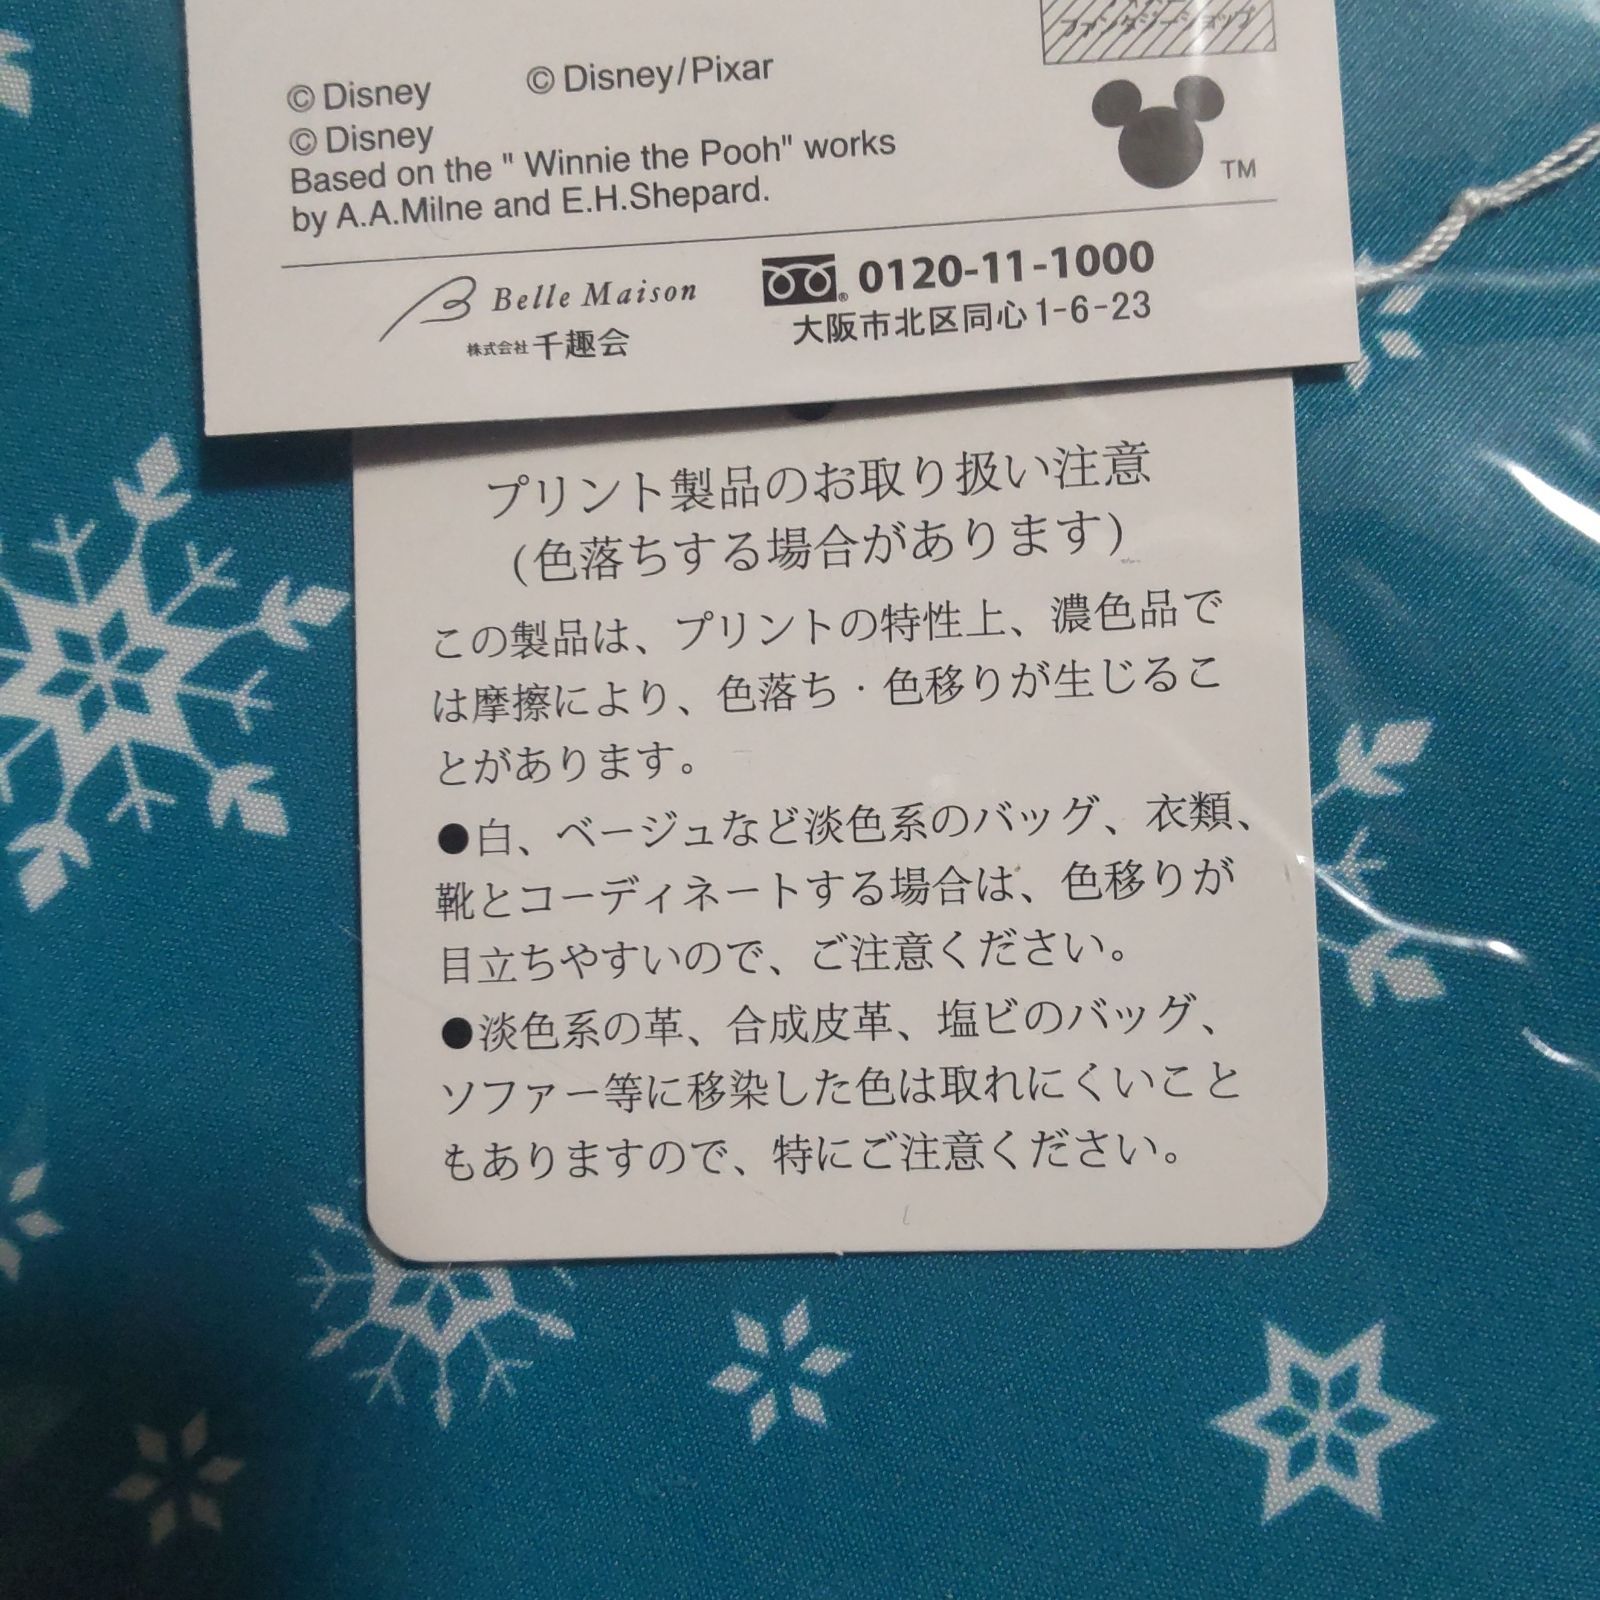 ファンタジーショップ
© Disney © Disney/Pixar
© Disney
Based on the " Winnie the Pooh" works
by A.A.Milne and E.H.Shepard.
TM
Belle Maison
株式会社千趣会
0120-11-1000
大阪市北区同心1-6-23
プリント製品のお取り扱い注意
(色落ちする場合があります)
この製品は、プリントの特性上、濃色品で
は摩擦により、色落ち・色移りが生じるこ
とがあります。
●白、ベージュなど淡色系のバッグ、衣類、
靴とコーディネートする場合は、色移りが
目立ちやすいので、ご注意ください。
●淡色系の革、合成皮革、塩ビのバッグ、
ソファー等に移染した色は取れにくいこと
もありますので、特にご注意ください。